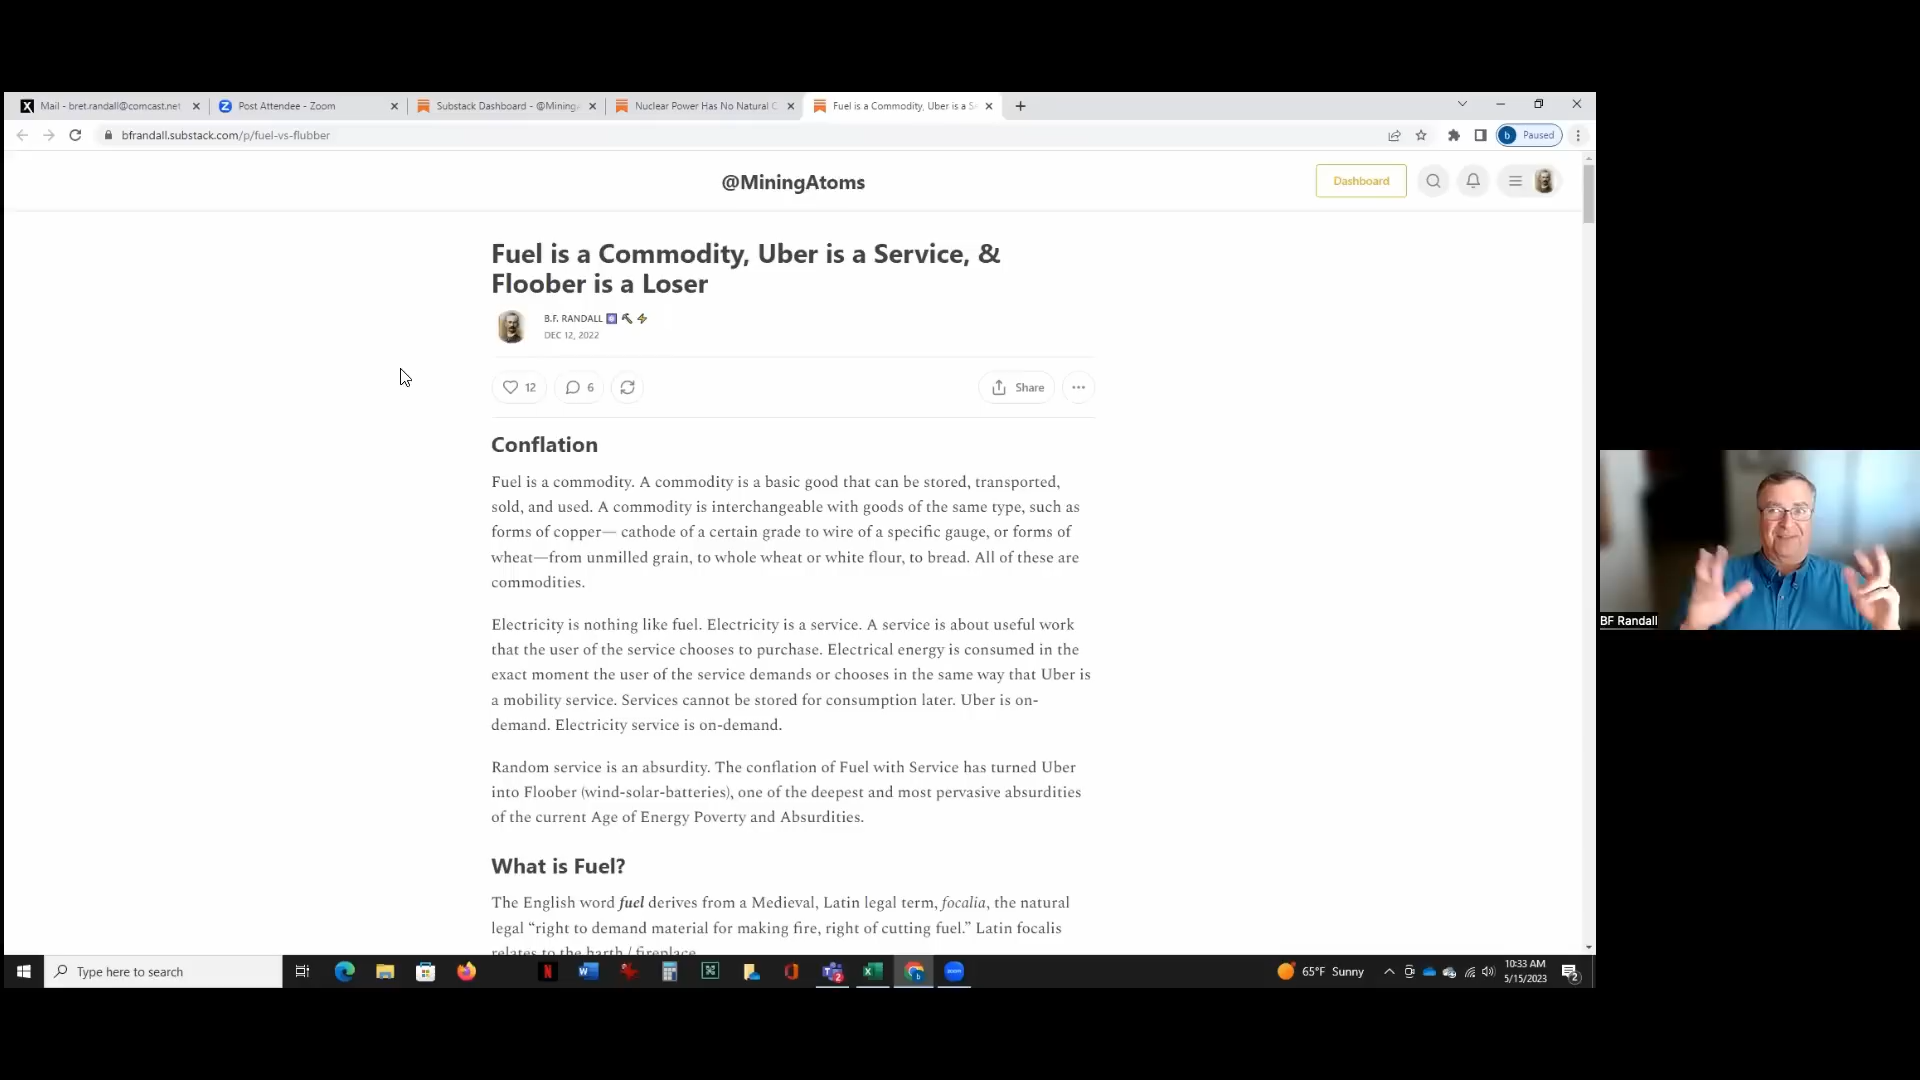 Mail - bret.randall@comcast.net
Post Attendee - Zoom
Substack Dashboard - @Mining
Nuclear Power Has No Natural C
Fuel is a Commodity, Uber is a S
bfrandall.substack.com/p/fuel-vs-flubber
b Paused
@MiningAtoms
Dashboard
Fuel is a Commodity, Uber is a Service, &
Floober is a Loser
B.F. RANDALL
DEC 12, 2022
12
6
Share
Conflation
Fuel is a commodity. A commodity is a basic good that can be stored, transported,
sold, and used. A commodity is interchangeable with goods of the same type, such as
forms of copper— cathode of a certain grade to wire of a specific gauge, or forms of
wheat—from unmilled grain, to whole wheat or white flour, to bread. All of these are
commodities.
Electricity is nothing like fuel. Electricity is a service. A service is about useful work
that the user of the service chooses to purchase. Electrical energy is consumed in the
exact moment the user of the service demands or chooses in the same way that Uber is
a mobility service. Services cannot be stored for consumption later. Uber is on-
demand. Electricity service is on-demand.
Random service is an absurdity. The conflation of Fuel with Service has turned Uber
into Floober (wind-solar-batteries), one of the deepest and most pervasive absurdities
of the current Age of Energy Poverty and Absurdities.
What is Fuel?
The English word fuel derives from a Medieval, Latin legal term, focalia, the natural
legal “right to demand material for making fire, right of cutting fuel.” Latin focalis
relates to the harth / fireplace
BF Randall
Type here to search
65°F Sunny
10:33 AM
5/15/2023
2